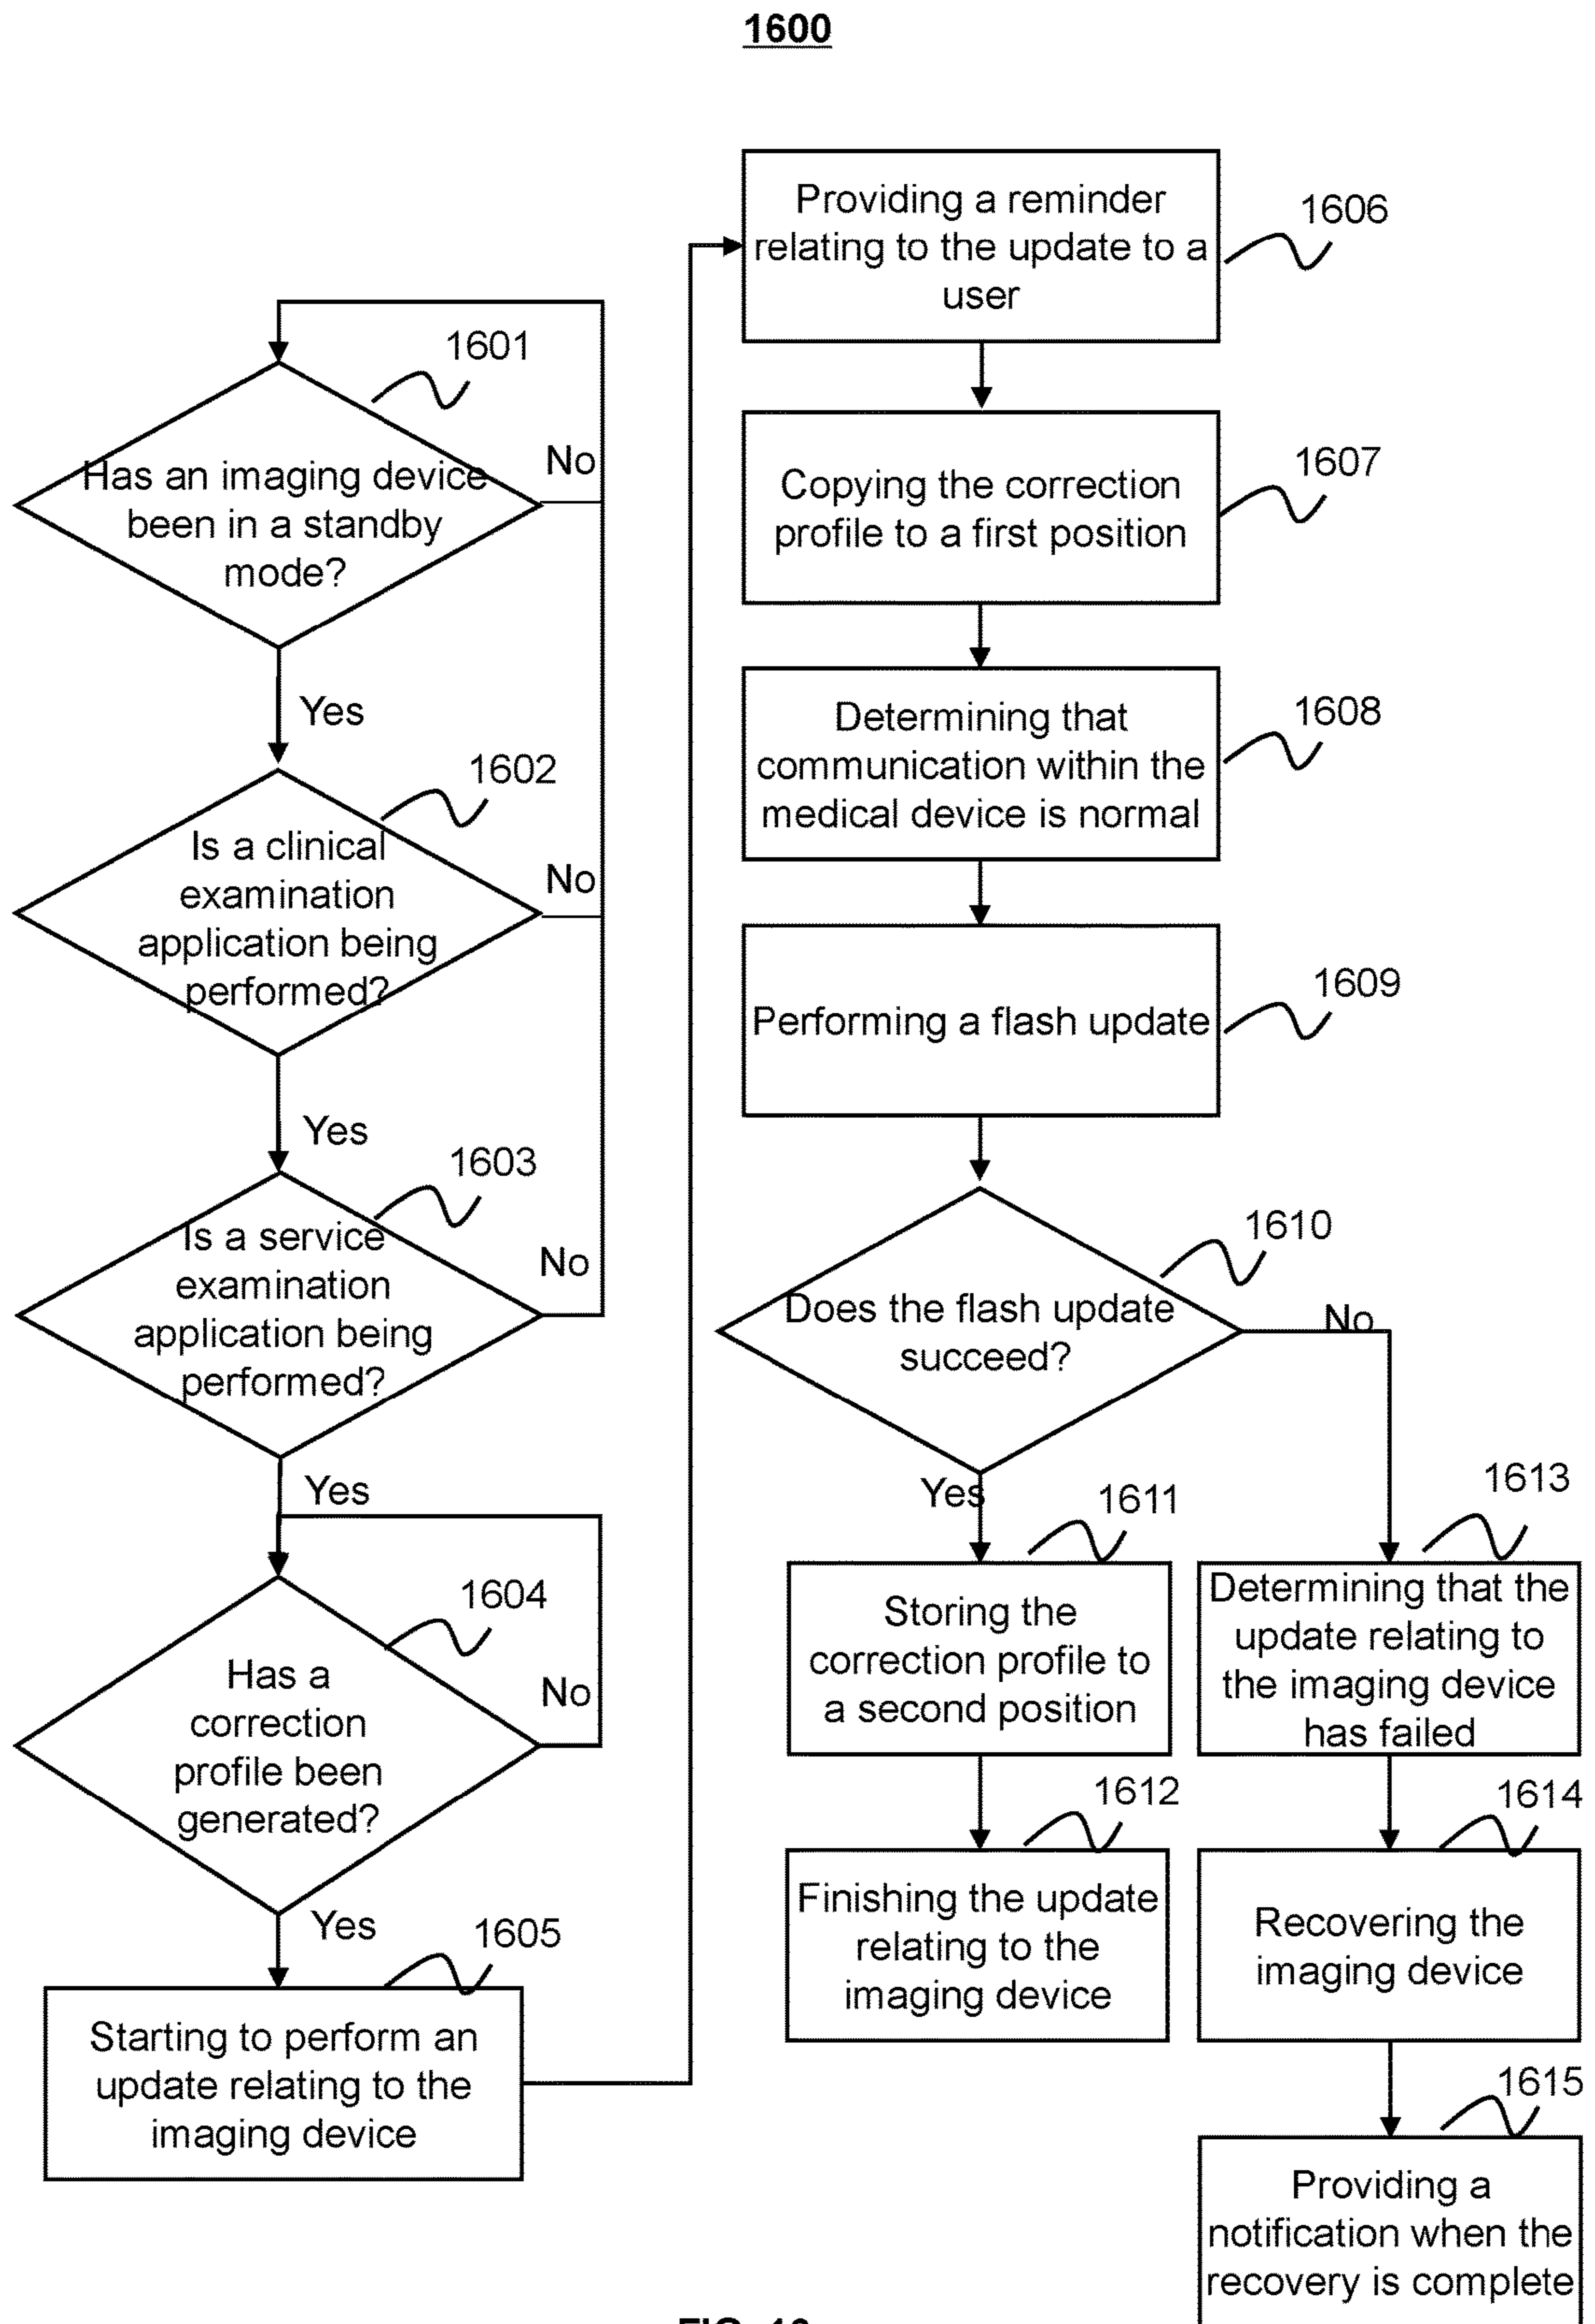 1600
1601
Has an imaging device
been in a standby
mode?
No
Yes
1602
Is a clinical
examination
application being
performed?
No
Yes
1603
Is a service
examination
application being
performed?
No
Yes
1604
Has a
correction
profile been
generated?
No
Yes
1605
Starting to perform an
update relating to the
imaging device
Providing a reminder
relating to the update to a
user
1606
Copying the correction
profile to a first position
1607
Determining that
communication within the
medical device is normal
1608
Performing a flash update
1609
1610
Does the flash update
succeed?
No
Yes
1611
Storing the
correction profile to
a second position
1612
Finishing the update
relating to the
imaging device
1613
Determining that the
update relating to
the imaging device
has failed
1614
Recovering the
imaging device
1615
Providing a
notification when the
recovery is complete